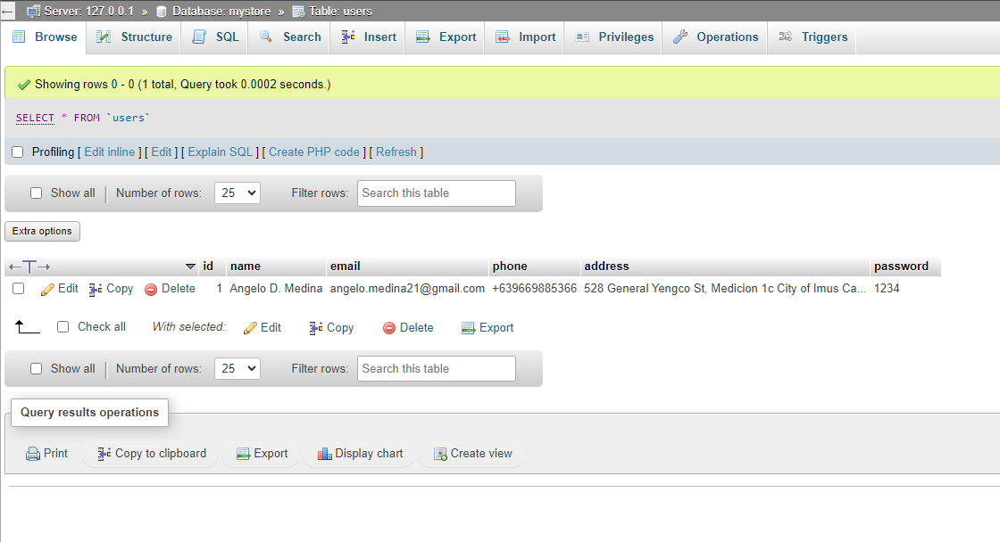 Server: 127.0.0.1 » Database: mystore » Table: users
Browse Structure SQL Search Insert Export Import Privileges Operations Triggers
Showing rows 0 - 0 (1 total, Query took 0.0002 seconds.)
SELECT * FROM `users`
Profiling [ Edit inline ] [ Edit ] [ Explain SQL ] [ Create PHP code ] [ Refresh ]
Show all | Number of rows: 25 Filter rows: Search this table
Extra options
←T→ id name email phone address password
Edit Copy Delete 1 Angelo D. Medina angelo.medina21@gmail.com +639669885366 528 General Yengco St, Medicion 1c City of Imus Ca... 1234
Check all With selected: Edit Copy Delete Export
Show all | Number of rows: 25 Filter rows: Search this table
Query results operations
Print Copy to clipboard Export Display chart Create view